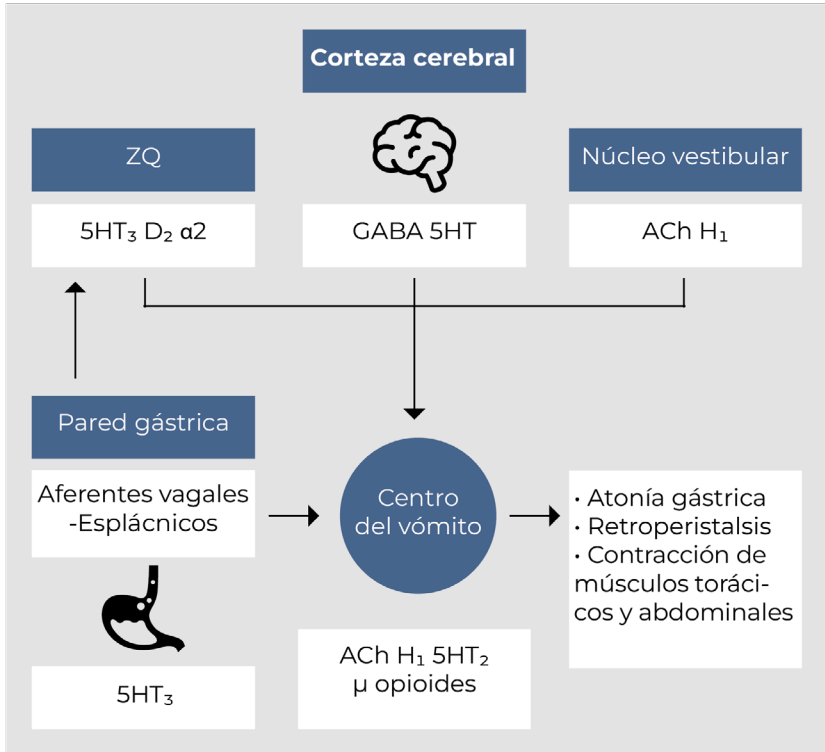 Corteza cerebral
ZQ
Núcleo vestibular
5HT₃ D₂ α2
GABA 5HT
ACh H₁
Pared gástrica
Aferentes vagales
-Esplácnicos
5HT₃
Centro
del vómito
ACh H₁ 5HT₂
µ opioides
• Atonía gástrica
• Retroperistalsis
• Contracción de
músculos toráci-
cos y abdominales